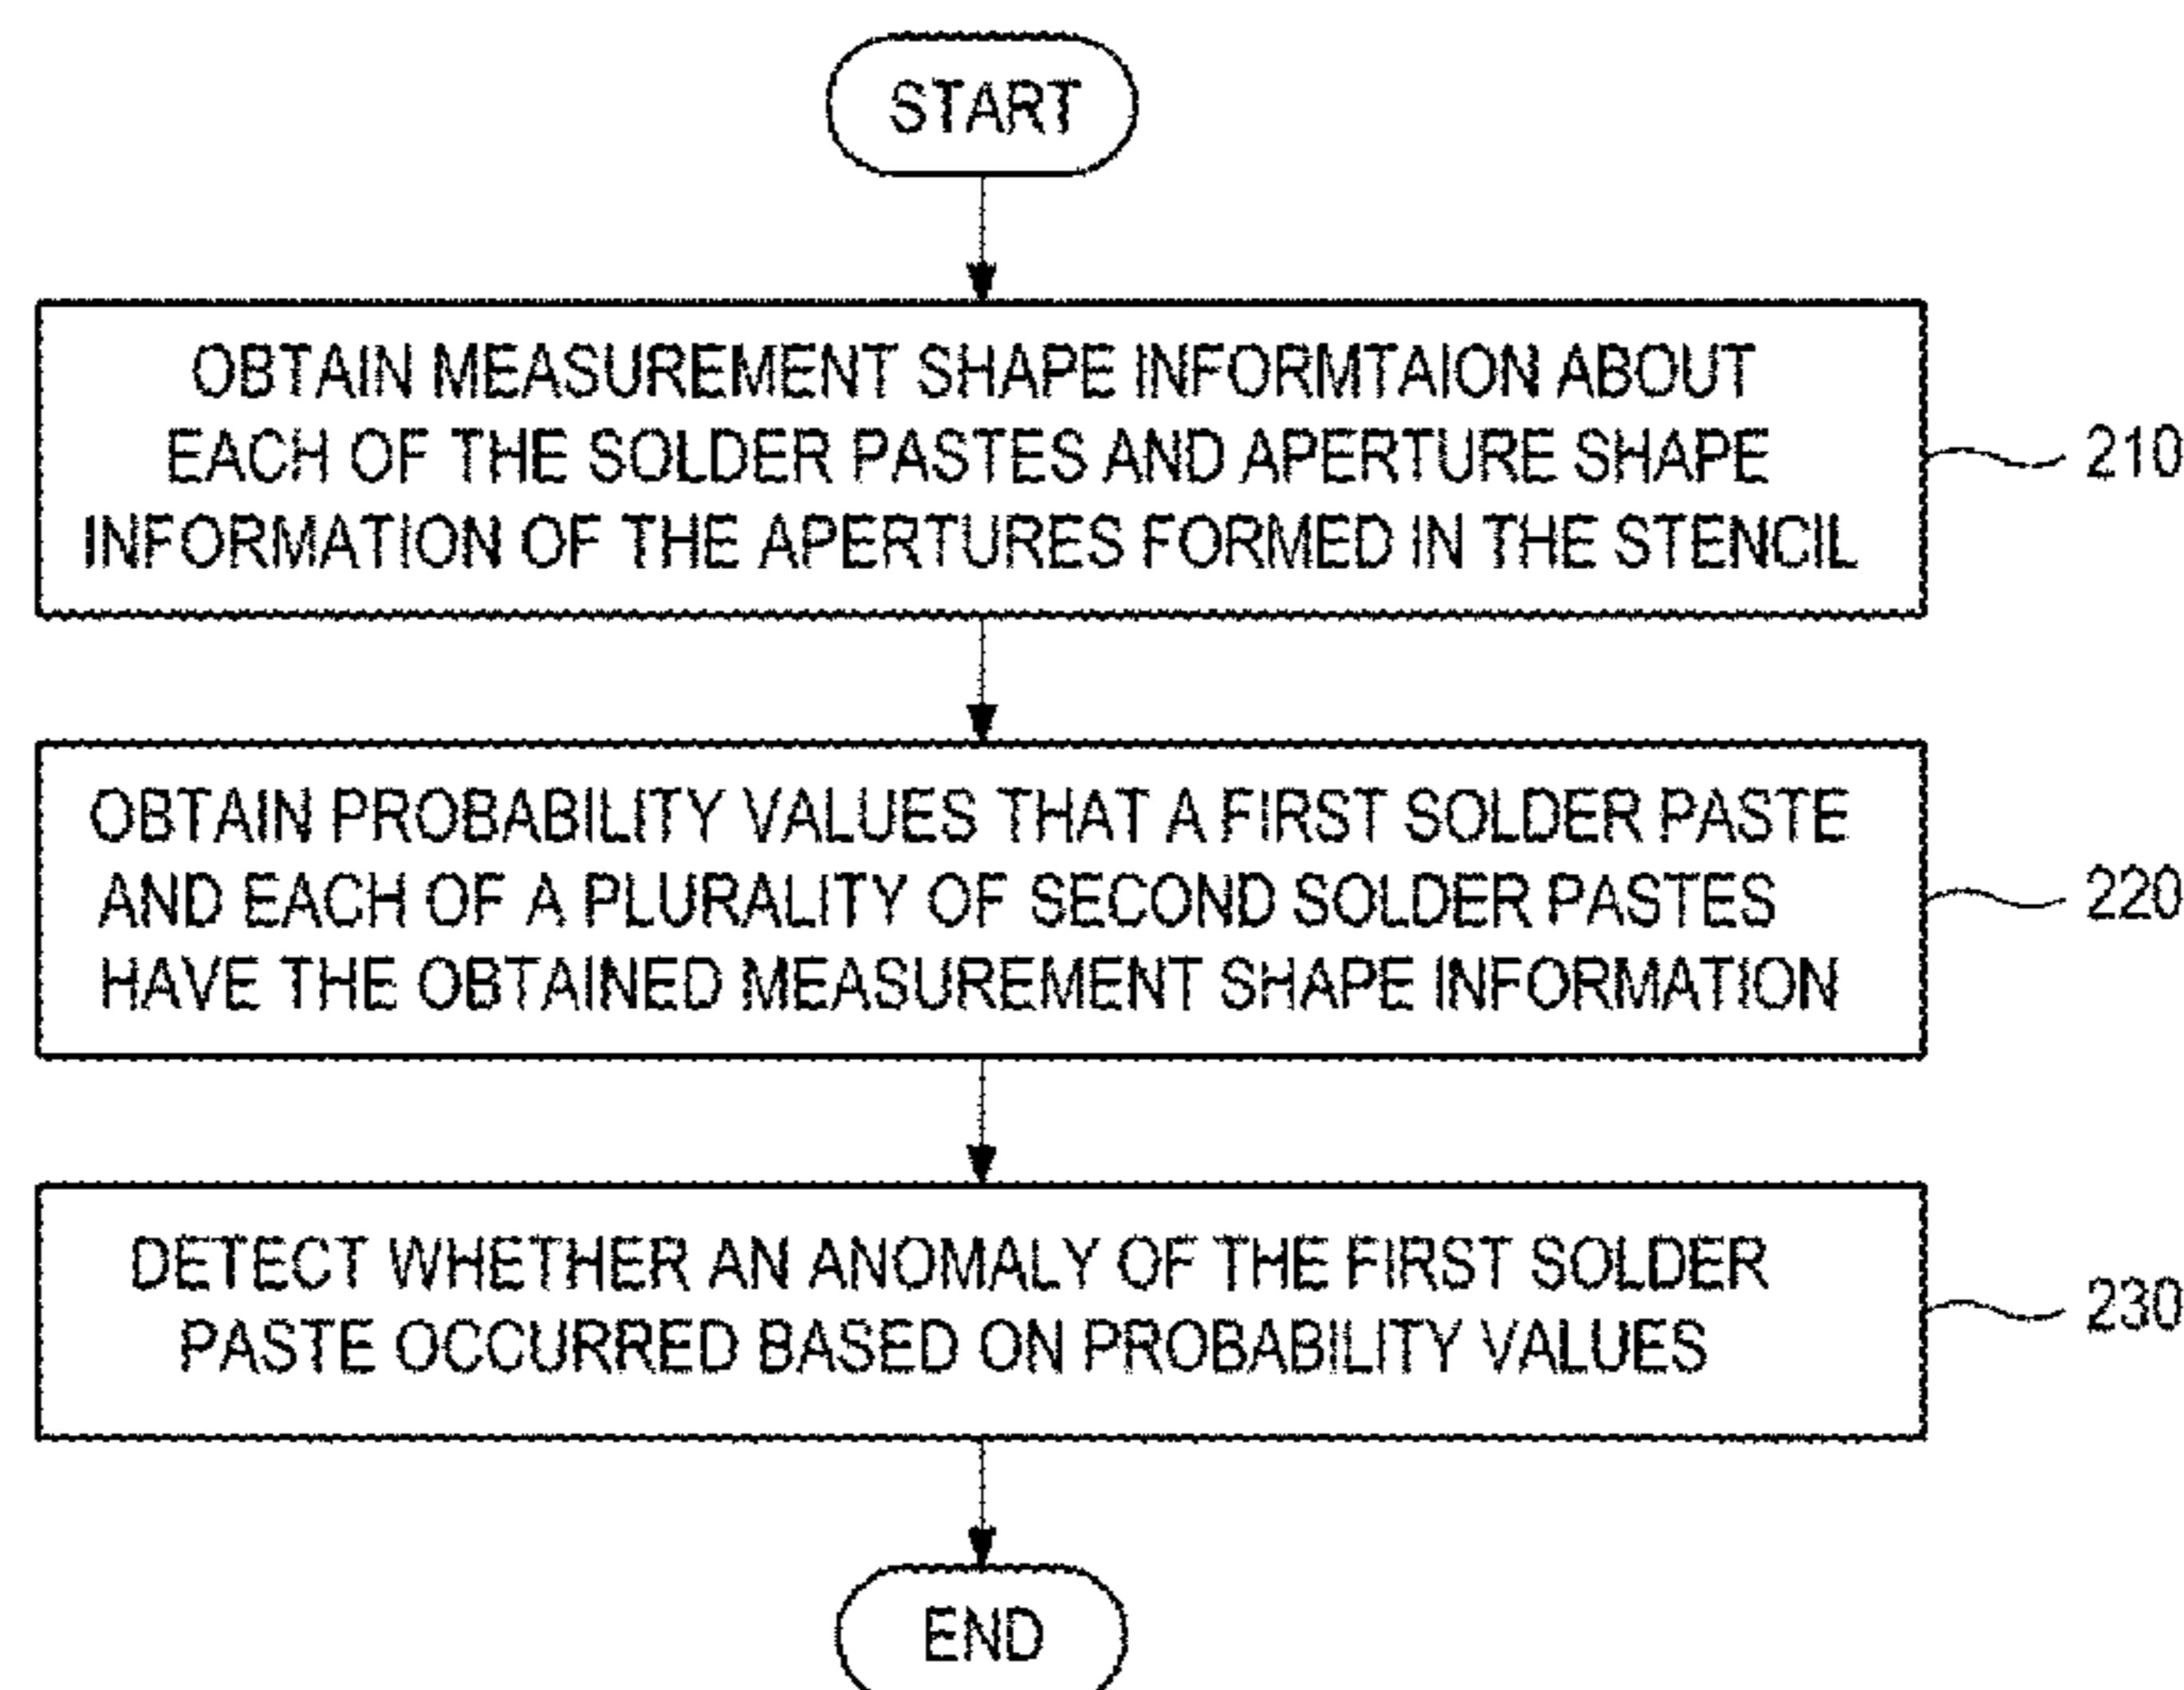 START
OBTAIN MEASUREMENT SHAPE INFORMTAION ABOUT
EACH OF THE SOLDER PASTES AND APERTURE SHAPE
INFORMATION OF THE APERTURES FORMED IN THE STENCIL
210
OBTAIN PROBABILITY VALUES THAT A FIRST SOLDER PASTE
AND EACH OF A PLURALITY OF SECOND SOLDER PASTES
HAVE THE OBTAINED MEASUREMENT SHAPE INFORMATION
220
DETECT WHETHER AN ANOMALY OF THE FIRST SOLDER
PASTE OCCURRED BASED ON PROBABILITY VALUES
230
END